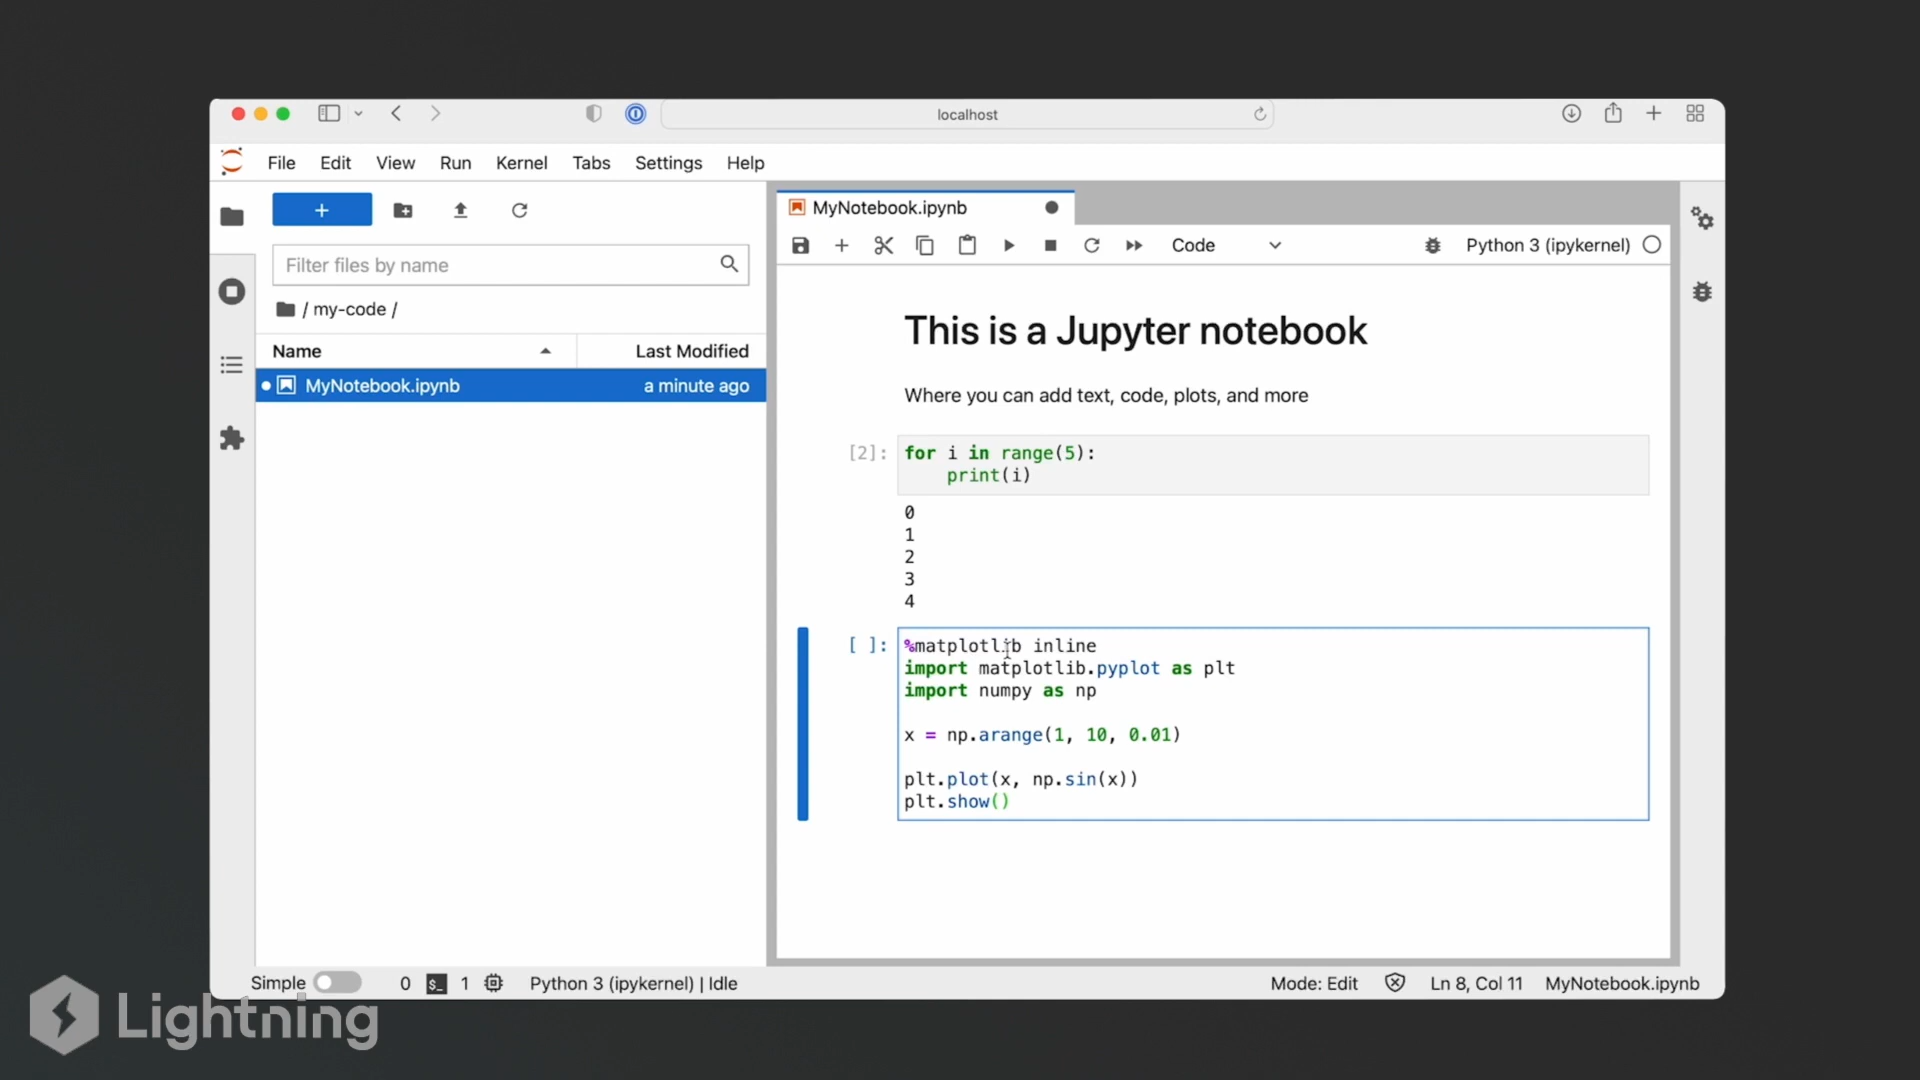 localhost
File Edit View Run Kernel Tabs Settings Help
Filter files by name
/ my-code /
Name Last Modified
MyNotebook.ipynb a minute ago
MyNotebook.ipynb
Code Python 3 (ipykernel)
This is a Jupyter notebook
Where you can add text, code, plots, and more
[2]: for i in range(5):
    print(i)
0
1
2
3
4
[ ]: %matplotlib inline
import matplotlib.pyplot as plt
import numpy as np
x = np.arange(1, 10, 0.01)
plt.plot(x, np.sin(x))
plt.show()
Simple 0 $_ 1 Python 3 (ipykernel) | Idle Mode: Edit Ln 8, Col 11 MyNotebook.ipynb
Lightning